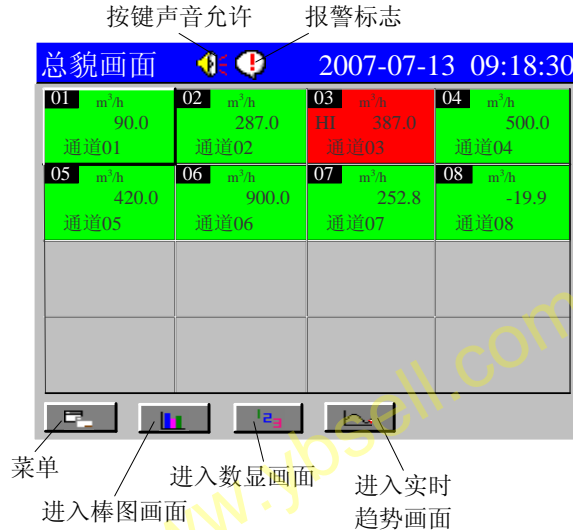 按键声音允许 报警标志
总貌画面 2007-07-13 09:18:30
01 m³/h 02 m³/h 03 m³/h 04 m³/h
90.0 287.0 HI 387.0 500.0
通道01 通道02 通道03 通道04
05 m³/h 06 m³/h 07 m³/h 08 m³/h
420.0 900.0 252.8 -19.9
通道05 通道06 通道07 通道08
123
菜单 进入数显画面 进入实时
进入棒图画面 趋势画面
www.ybsell.com